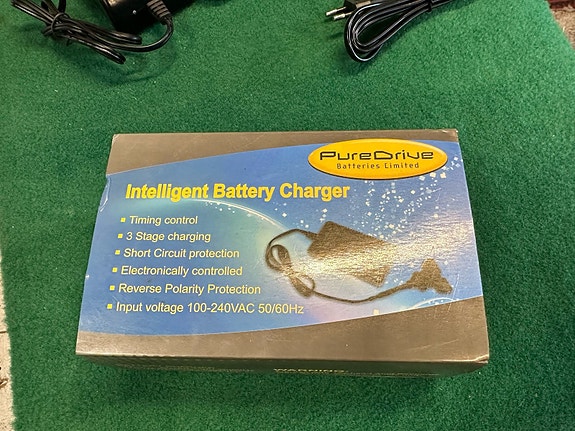 PureDrive
Batteries Limited
Intelligent Battery Charger
Timing control
3 Stage charging
Short Circuit protection
Electronically controlled
Reverse Polarity Protection
Input voltage 100-240VAC 50/60Hz
WARNING: